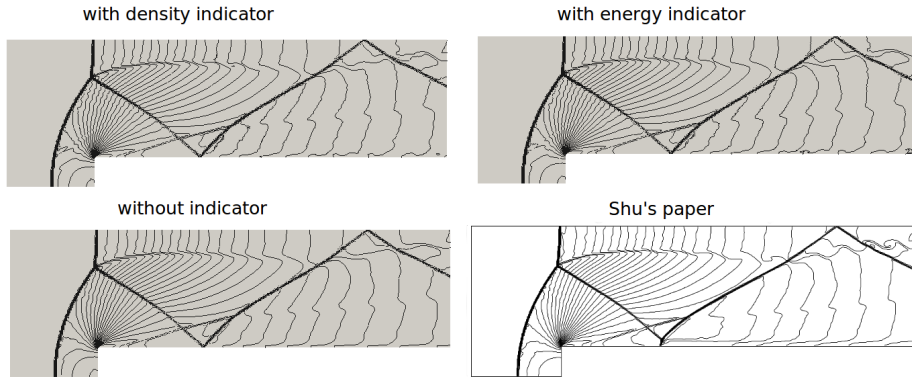 with density indicator
with energy indicator
without indicator
Shu's paper